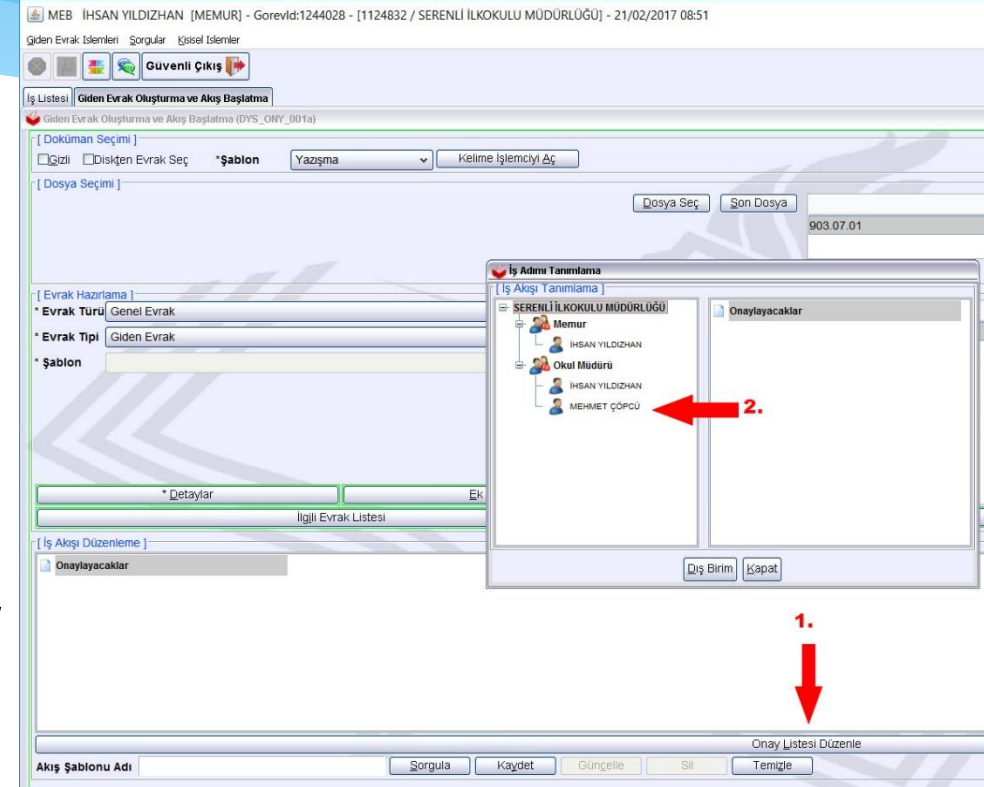 MEB İHSAN YILDIZHAN [MEMUR] - GorevId:1244028 - [1124832 / SERENLİ İLKOKULU MÜDÜRLÜĞÜ] - 21/02/2017 08:51
Giden Evrak Islemleri Sorgular Kisisel Islemler
Güvenli Çıkış
İş Listesi Giden Evrak Oluşturma ve Akış Başlatma
Giden Evrak Oluşturma ve Akış Başlatma (DYS_ONY_001a)
[ Doküman Seçimi ]
Gizli Diskten Evrak Seç *Şablon Yazışma Kelime İşlemciyi Aç
[ Dosya Seçimi ]
Dosya Seç Son Dosya
903.07.01
[ Evrak Hazırlama ]
* Evrak Türü Genel Evrak
* Evrak Tipi Giden Evrak
* Şablon
İş Adımı Tanımlama
[ İş Akışı Tanımlama ]
SERENLİ İLKOKULU MÜDÜRLÜĞÜ
Memur
İHSAN YILDIZHAN
Okul Müdürü
İHSAN YILDIZHAN
MEHMET ÇÖPCÜ
Onaylayacaklar
2.
Dış Birim Kapat
* Detaylar Ek
İlgili Evrak Listesi
[ İş Akışı Düzenleme ]
Onaylayacaklar
1.
Onay Listesi Düzenle
Akış Şablonu Adı Sorgula Kaydet Güncelle Sil Temizle